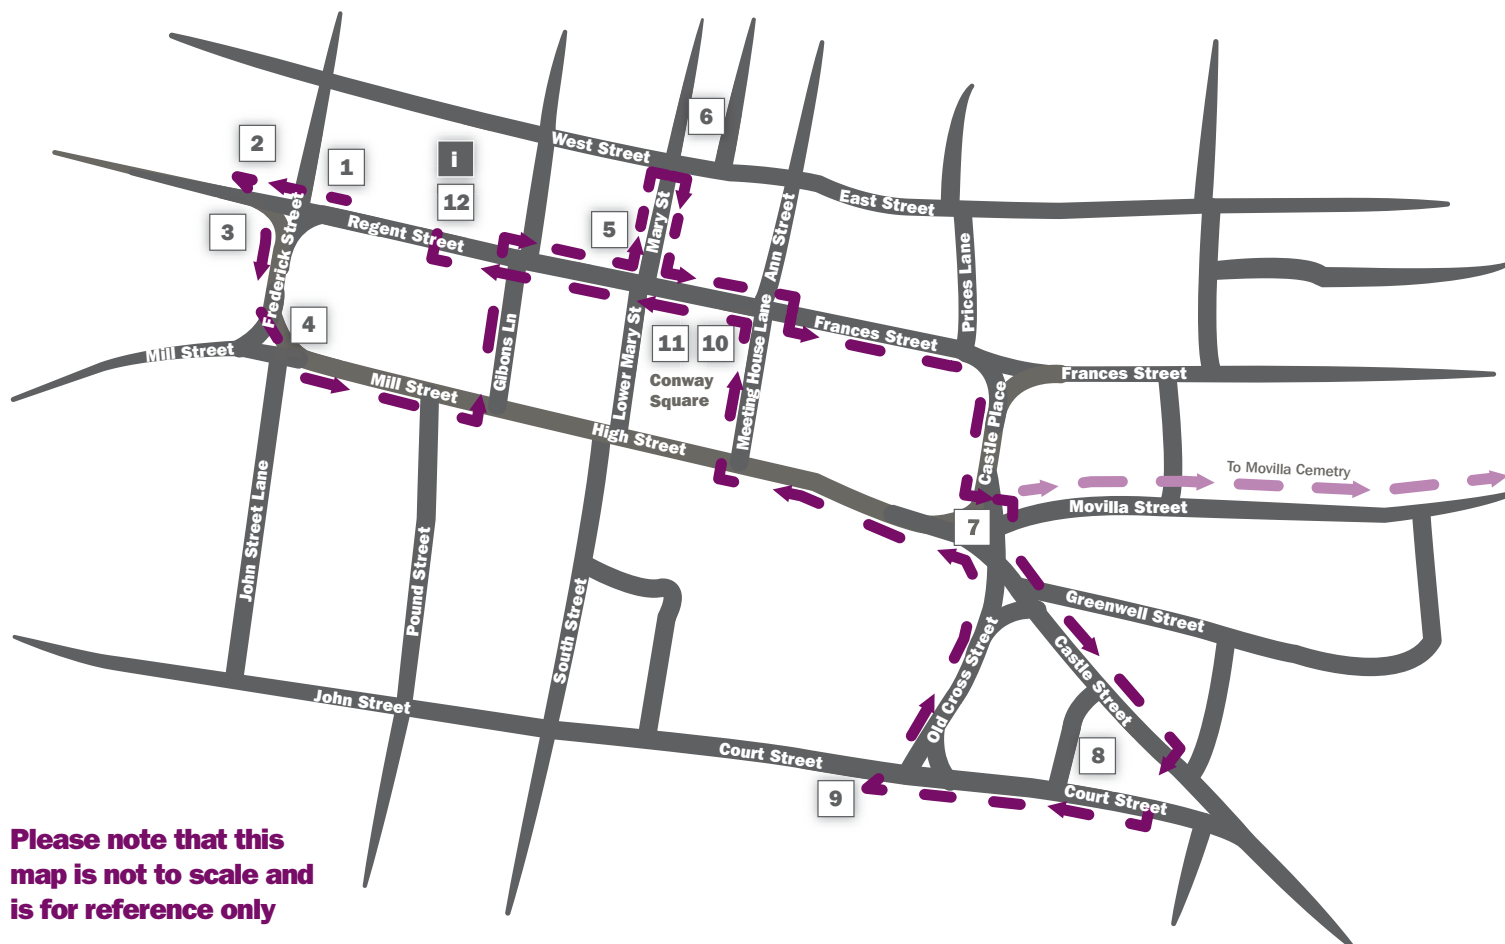 6
2
i
1
West Street
12
East Street
3
Regent Street
5
Mary St
Ann Street
Frederick Street
Prices Lane
4
Mill Street
Gibons Ln
Lower Mary St
11
10
Meeting House Lane
Frances Street
Frances Street
Conway
Square
Mill Street
High Street
Castle Place
To Movilla Cemetry
Movilla Street
7
John Street Lane
Pound Street
South Street
Greenwell Street
Old Cross Street
Castle Street
John Street
Court Street
8
9
Court Street
Please note that this
map is not to scale and
is for reference only